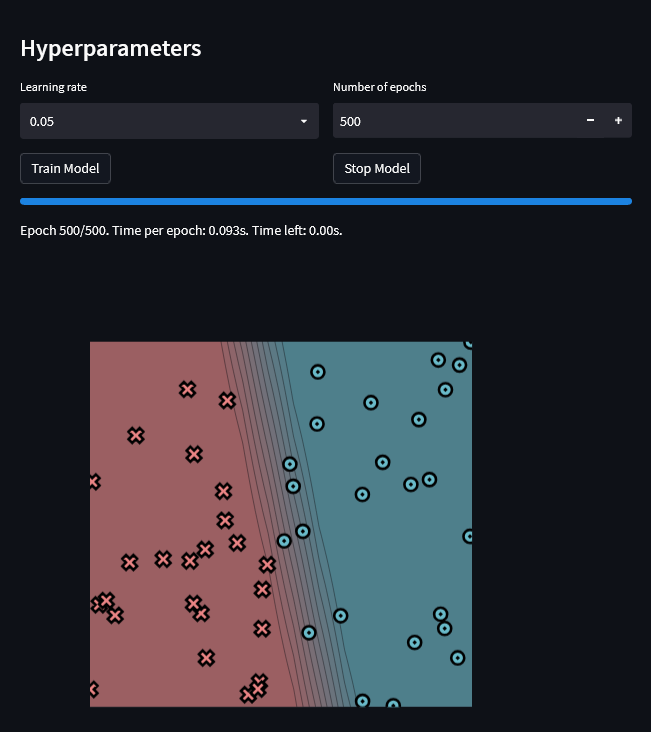 Hyperparameters
Learning rate
Number of epochs
0.05
500
Train Model
Stop Model
Epoch 500/500. Time per epoch: 0.093s. Time left: 0.00s.